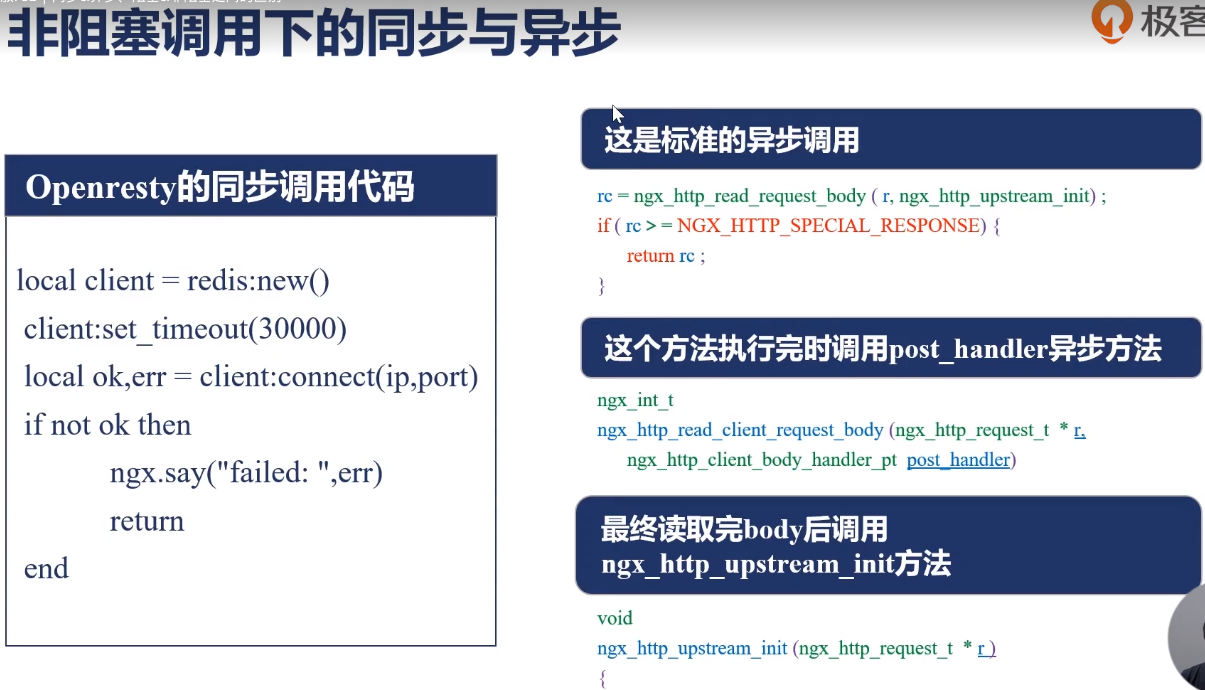 非阻塞调用下的同步与异步
极客
Openresty的同步调用代码
local client = redis:new()
client:set_timeout(30000)
local ok,err = client:connect(ip,port)
if not ok then
ngx.say("failed: ",err)
return
end
这是标准的异步调用
rc = ngx_http_read_request_body ( r, ngx_http_upstream_init) ;
if ( rc > = NGX_HTTP_SPECIAL_RESPONSE) {
return rc ;
}
这个方法执行完时调用post_handler异步方法
ngx_int_t
ngx_http_read_client_request_body (ngx_http_request_t * r,
ngx_http_client_body_handler_pt post_handler)
最终读取完body后调用
ngx_http_upstream_init方法
void
ngx_http_upstream_init (ngx_http_request_t * r )
{